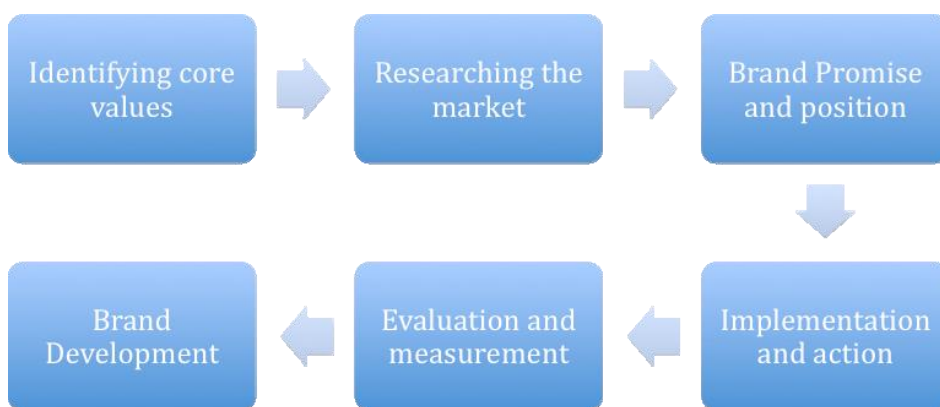 Identifying core
values
Researching the
market
Brand Promise
and position
Implementation
and action
Evaluation and
measurement
Brand
Development